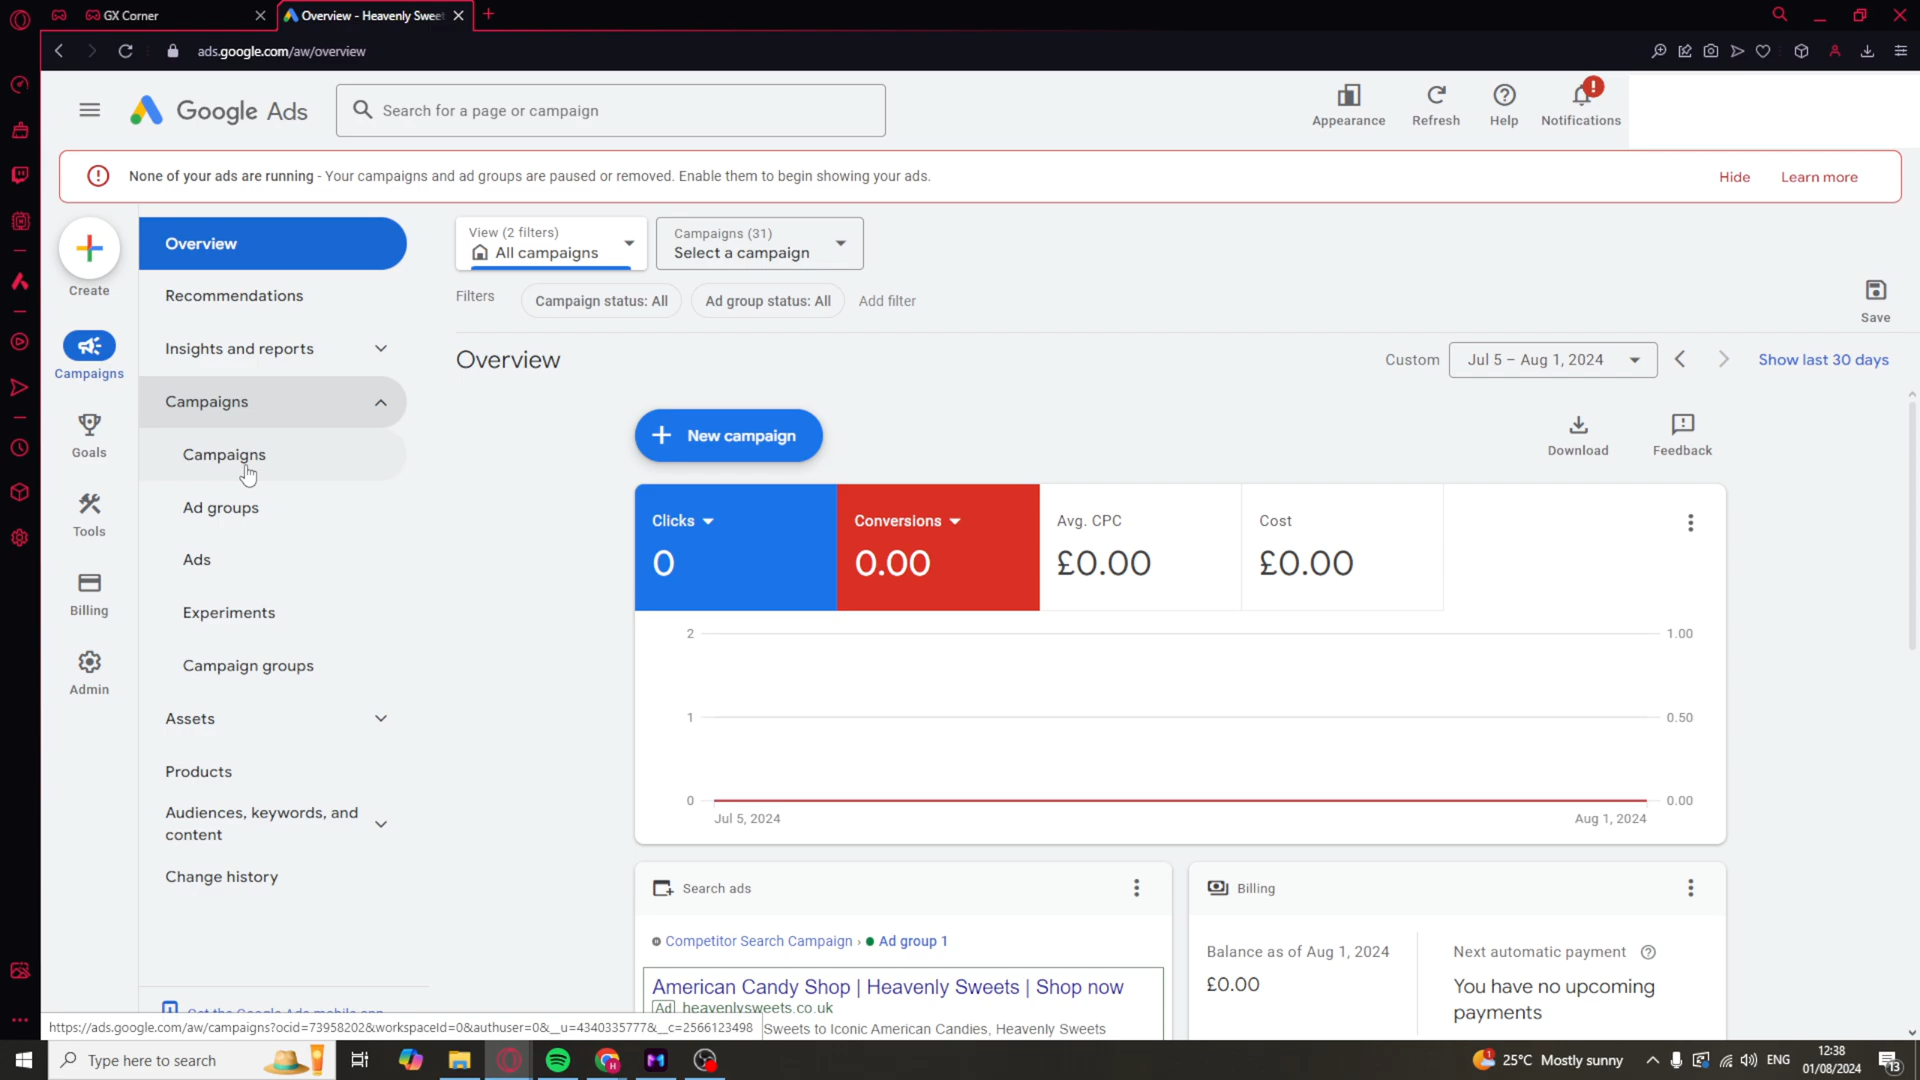 GX Corner
Overview - Heavenly Sweet
ads.google.com/aw/overview
Google Ads
Search for a page or campaign
Appearance
Refresh
Help
Notifications
None of your ads are running - Your campaigns and ad groups are paused or removed. Enable them to begin showing your ads.
Hide
Learn more
Create
Campaigns
Goals
Tools
Billing
Admin
Overview
Recommendations
Insights and reports
Campaigns
Campaigns
Ad groups
Ads
Experiments
Campaign groups
Assets
Products
Audiences, keywords, and
content
Change history
View (2 filters)
All campaigns
Campaigns (31)
Select a campaign
Filters
Campaign status: All
Ad group status: All
Add filter
Save
Overview
Custom
Jul 5 – Aug 1, 2024
Show last 30 days
New campaign
Download
Feedback
Clicks
0
Conversions
0.00
Avg. CPC
£0.00
Cost
£0.00
2
1.00
1
0.50
0
0.00
Jul 5, 2024
Aug 1, 2024
Search ads
Competitor Search Campaign › Ad group 1
American Candy Shop | Heavenly Sweets | Shop now
Ad heavenlysweets.co.uk
Sweets to Iconic American Candies, Heavenly Sweets
Billing
Balance as of Aug 1, 2024
£0.00
Next automatic payment
You have no upcoming
payments
https://ads.google.com/aw/campaigns?ocid=73958202&workspaceId=0&authuser=0&__u=4340335777&__c=2566123498
Type here to search
25°C Mostly sunny
ENG
12:38
01/08/2024
13